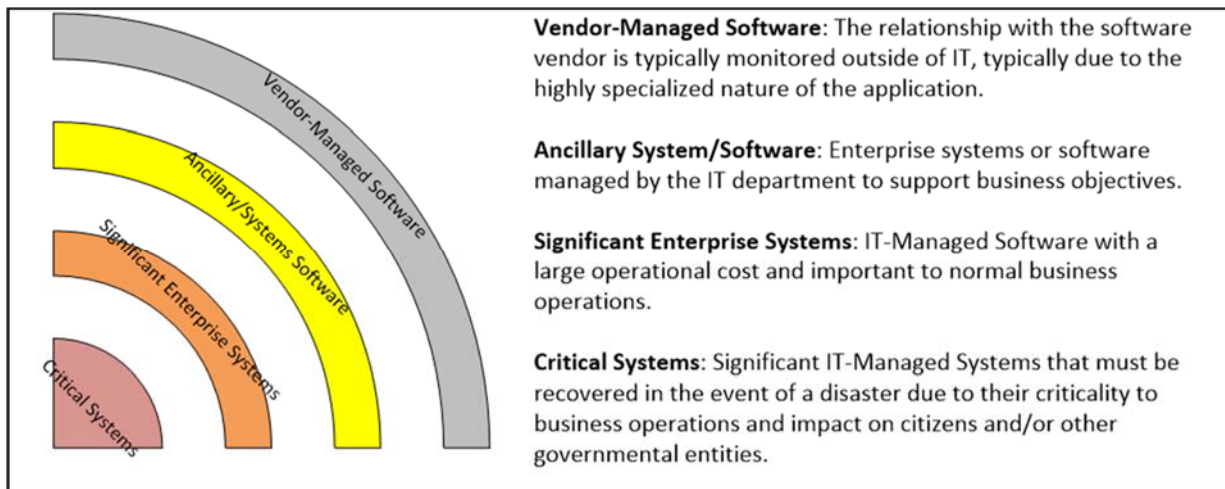 Vendor-Managed Software
Ancillary/Systems Software
Significant Enterprise Systems
Critical Systems
Vendor-Managed Software: The relationship with the software
vendor is typically monitored outside of IT, typically due to the
highly specialized nature of the application.
Ancillary System/Software: Enterprise systems or software
managed by the IT department to support business objectives.
Significant Enterprise Systems: IT-Managed Software with a
large operational cost and important to normal business
operations.
Critical Systems: Significant IT-Managed Systems that must be
recovered in the event of a disaster due to their criticality to
business operations and impact on citizens and/or other
governmental entities.